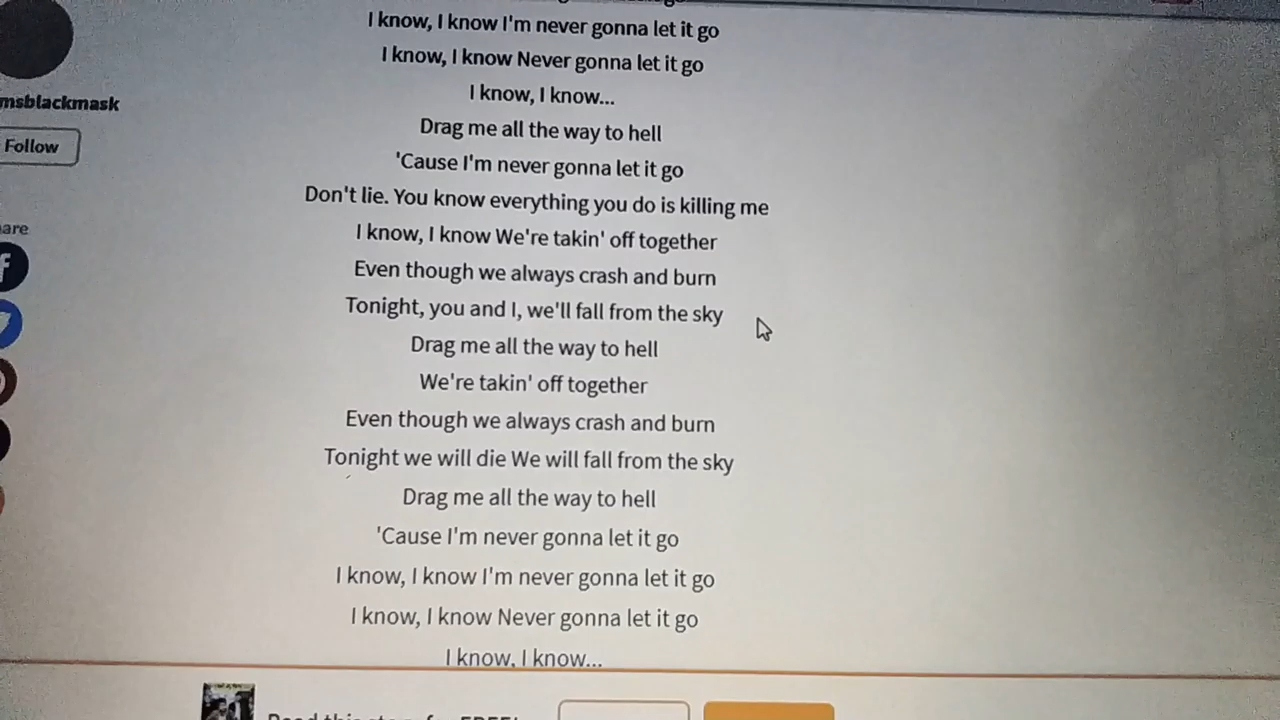 I know, I know I'm never gonna let it go
I know, I know Never gonna let it go
I know, I know...
Drag me all the way to hell
'Cause I'm never gonna let it go
Don't lie. You know everything you do is killing me
I know, I know We're takin' off together
Even though we always crash and burn
Tonight, you and I, we'll fall from the sky
Drag me all the way to hell
We're takin' off together
Even though we always crash and burn
Tonight we will die We will fall from the sky
Drag me all the way to hell
'Cause I'm never gonna let it go
I know, I know I'm never gonna let it go
I know, I know Never gonna let it go
I know, I know...
msblackmask
Follow
are